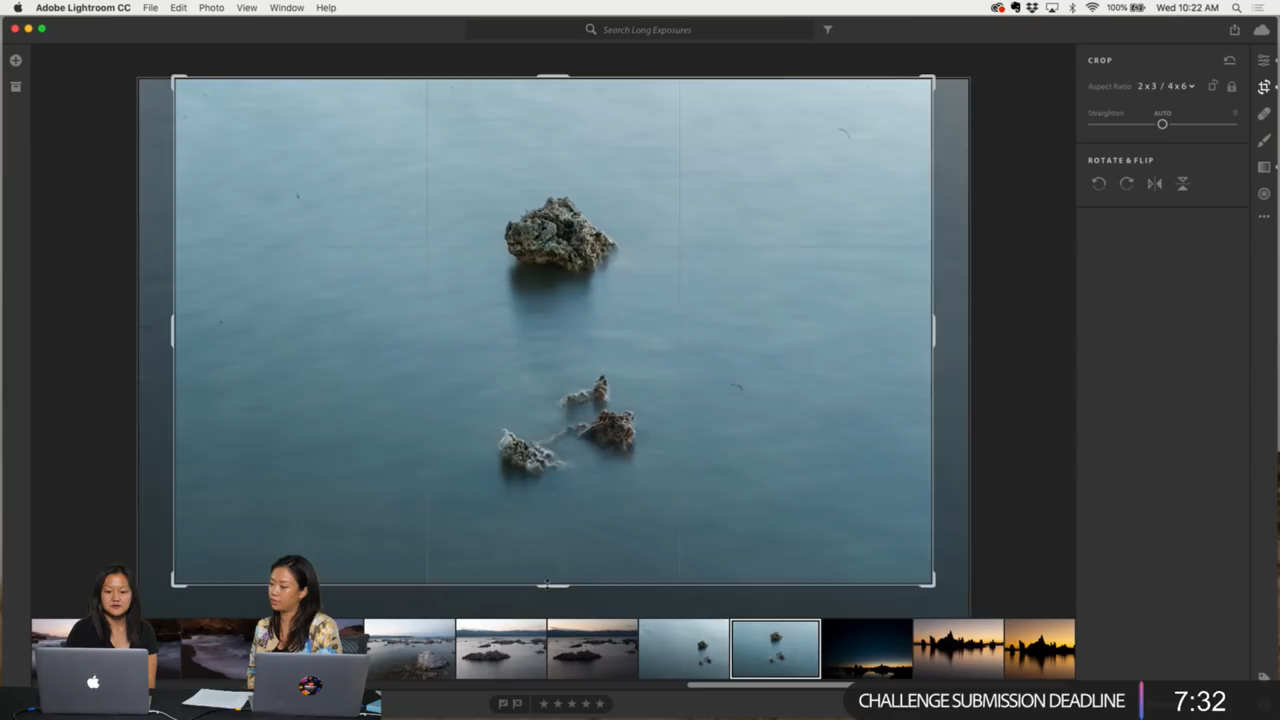 Adobe Lightroom CC File Edit Photo View Window Help 100% Wed 10:22 AM
Search Long Exposures
CROP
Aspect Ratio 2 x 3 / 4 x 6
Straighten AUTO 0
ROTATE & FLIP
CHALLENGE SUBMISSION DEADLINE 7:32